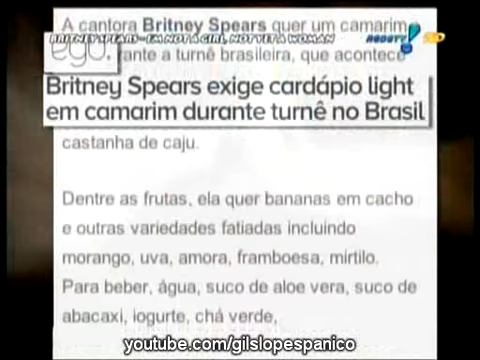 A cantora Britney Spears quer um camarim
BRITNEY SPEARS - I'M NOT A GIRL, NOT YET A WOMAN
REDETV!
ego.
rante a turnê brasileira, que acontece
Britney Spears exige cardápio light
em camarim durante turnê no Brasil
castanha de caju.
Dentre as frutas, ela quer bananas em cacho
e outras variedades fatiadas incluindo
morango, uva, amora, framboesa, mirtilo.
Para beber, água, suco de aloe vera, suco de
abacaxi, iogurte, chá verde,
youtube.com/gilslopespanico